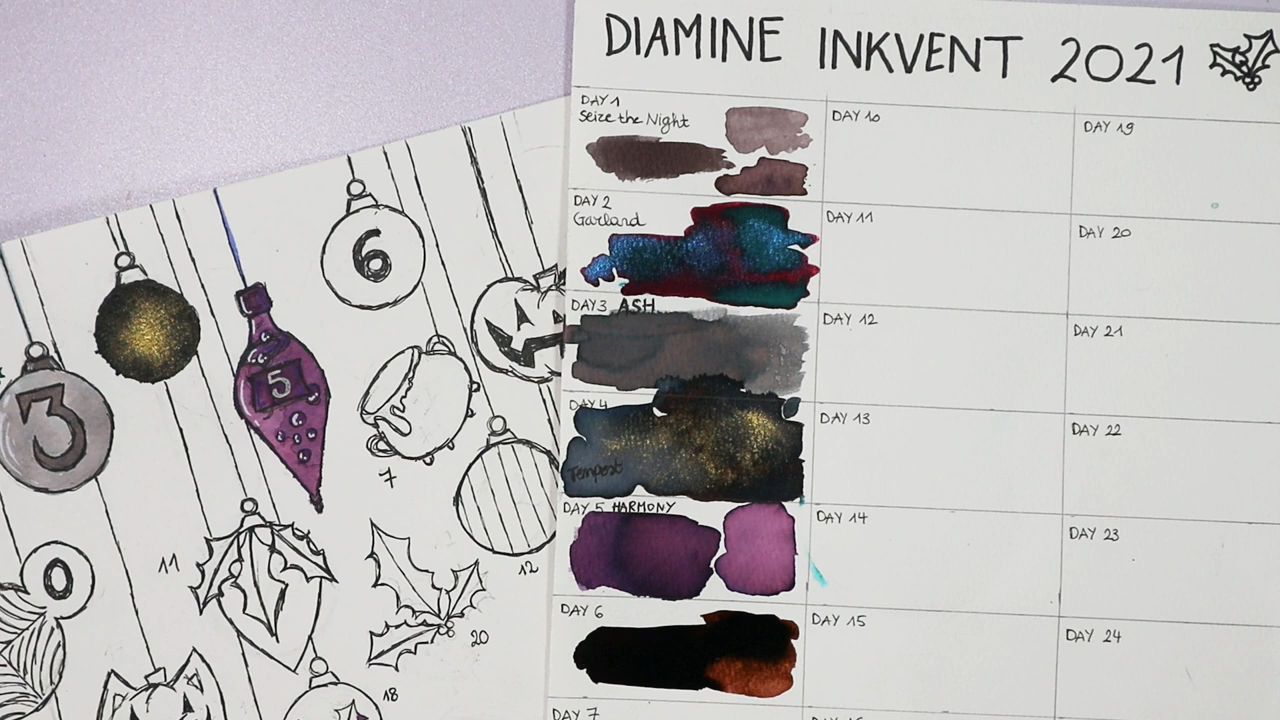 DIAMINE INKVENT 2021
DAY 1
Seize the Night
DAY 2
Garland
DAY3 ASH
DAY 4
Tempest
DAY 5 HARMONY
DAY 6
DAY 7
DAY 10
DAY 11
DAY 12
DAY 13
DAY 14
DAY 15
DAY 16
DAY 19
DAY 20
DAY 21
DAY 22
DAY 23
DAY 24
6
3
5
7
12
11
0
20
18